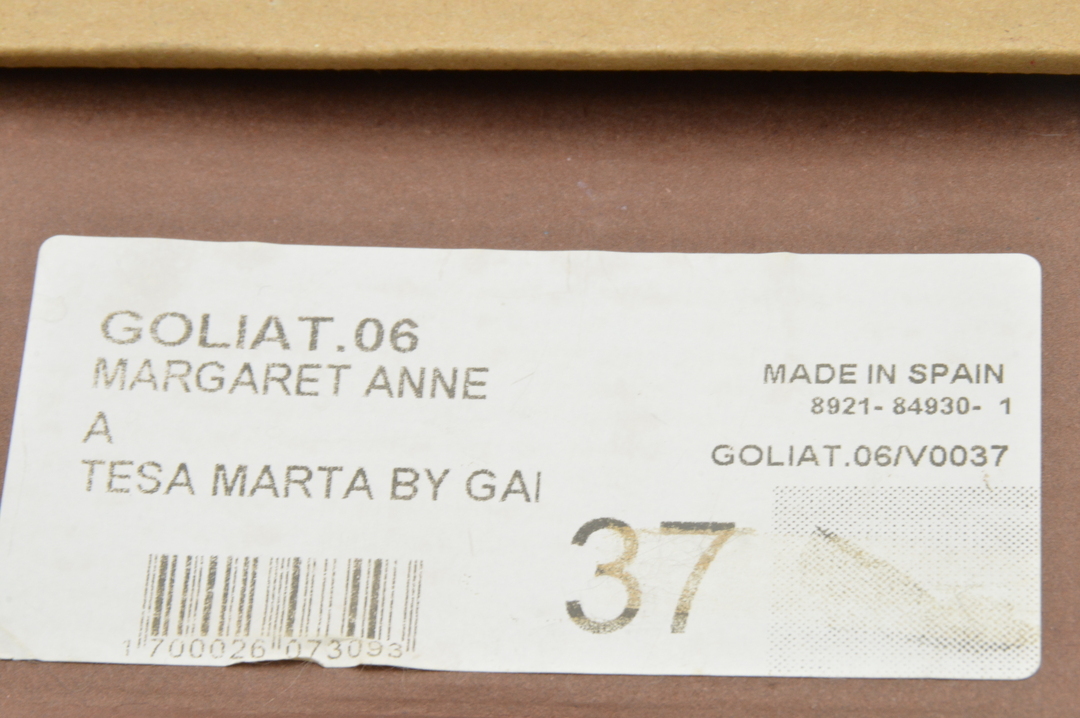 GOLIAT.06
MARGARET ANNE
A
TESA MARTA BY GAI
MADE IN SPAIN
8921- 84930- 1
GOLIAT.06/V0037
37
1 700026 073093